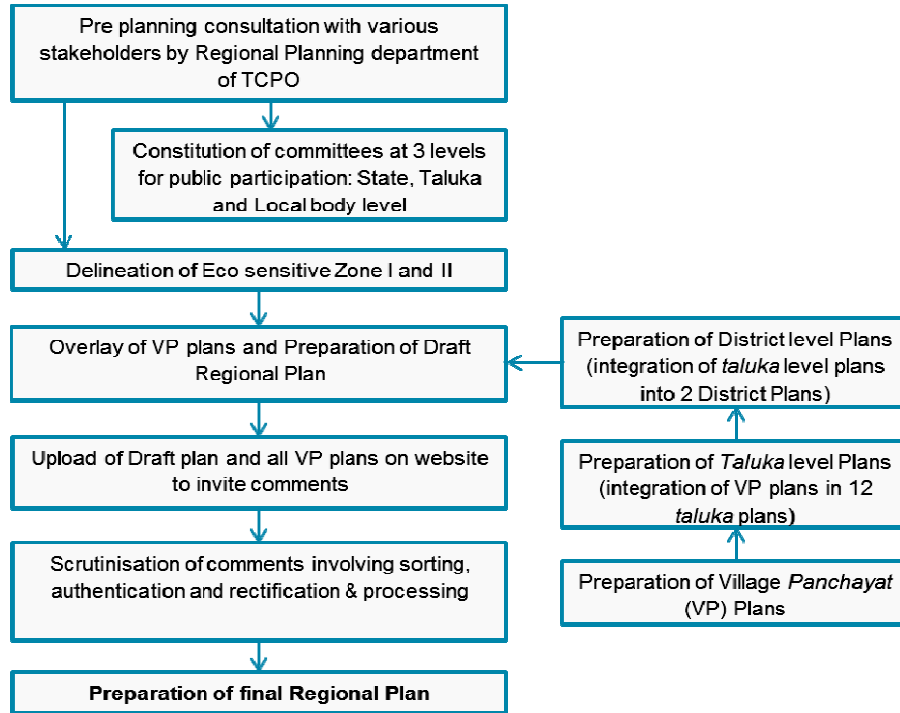 Pre planning consultation with various
stakeholders by Regional Planning department
of TCPO
Constitution of committees at 3 levels
for public participation: State, Taluka
and Local body level
Delineation of Eco sensitive Zone I and II
Overlay of VP plans and Preparation of Draft
Regional Plan
Upload of Draft plan and all VP plans on website
to invite comments
Scrutinisation of comments involving sorting,
authentication and rectification & processing
Preparation of final Regional Plan
Preparation of District level Plans
(integration of taluka level plans
into 2 District Plans)
Preparation of Taluka level Plans
(integration of VP plans in 12
taluka plans)
Preparation of Village Panchayat
(VP) Plans